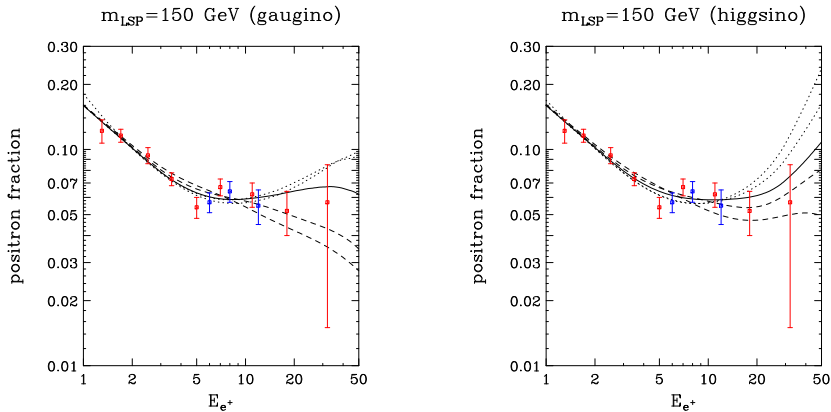 m_LSP=150 GeV (gaugino)
positron fraction
0.30
0.20
0.10
0.07
0.05
0.03
0.02
0.01
1 2 5 10 20 50
E_e^+
m_LSP=150 GeV (higgsino)
positron fraction
0.30
0.20
0.10
0.07
0.05
0.03
0.02
0.01
1 2 5 10 20 50
E_e^+